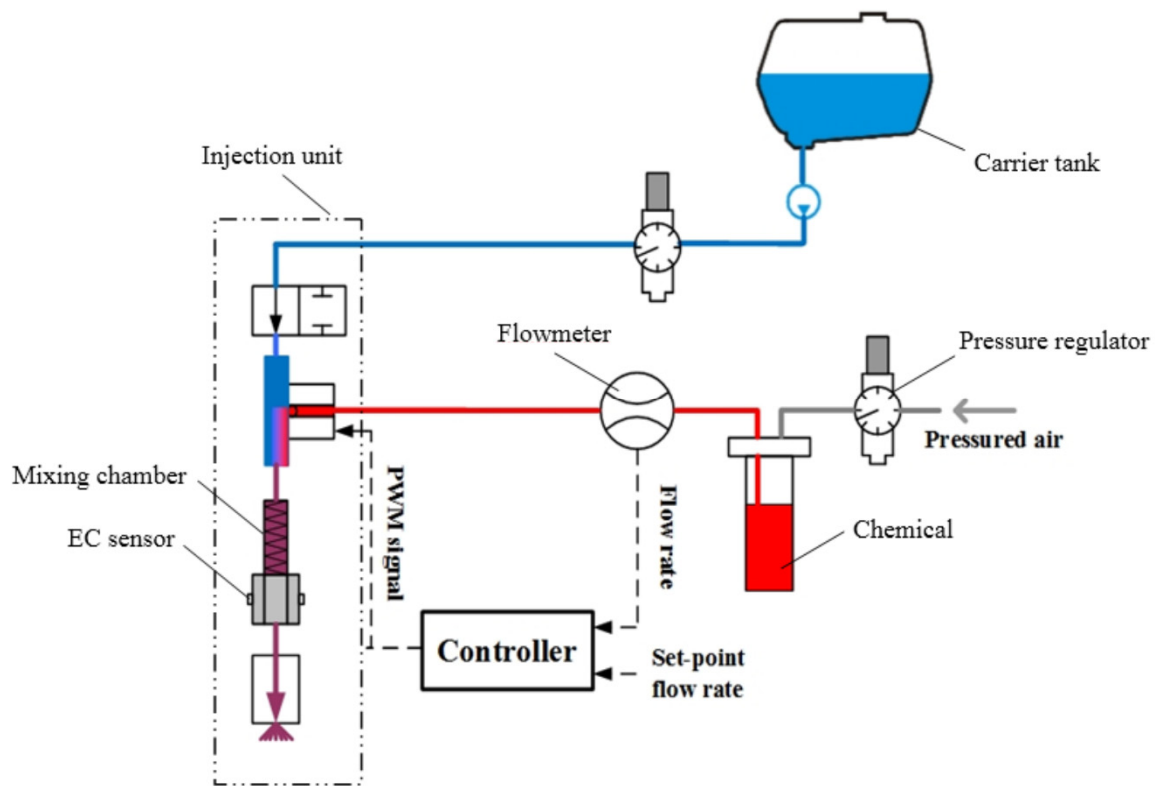 Injection unit
Carrier tank
Flowmeter
Pressure regulator
Pressured air
Mixing chamber
EC sensor
PWM signal
Flow rate
Chemical
Controller
Set-point
flow rate